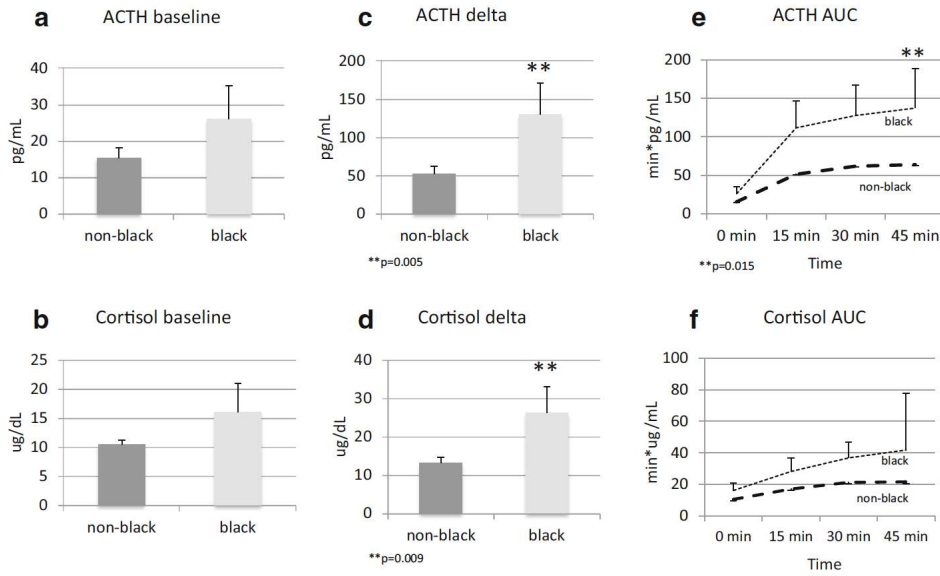 a ACTH baseline
pg/mL
40
30
20
10
0
non-black black
c ACTH delta
pg/mL
200
150
100
50
0
**
non-black black
**p=0.005
e ACTH AUC
min*pg/mL
200
150
100
50
0
**
black
non-black
0 min 15 min 30 min 45 min
**p=0.015 Time
b Cortisol baseline
ug/dL
25
20
15
10
5
0
non-black black
d Cortisol delta
ug/dL
40
30
20
10
0
**
non-black black
**p=0.009
f Cortisol AUC
min*ug/mL
100
80
60
40
20
0
black
non-black
0 min 15 min 30 min 45 min
Time